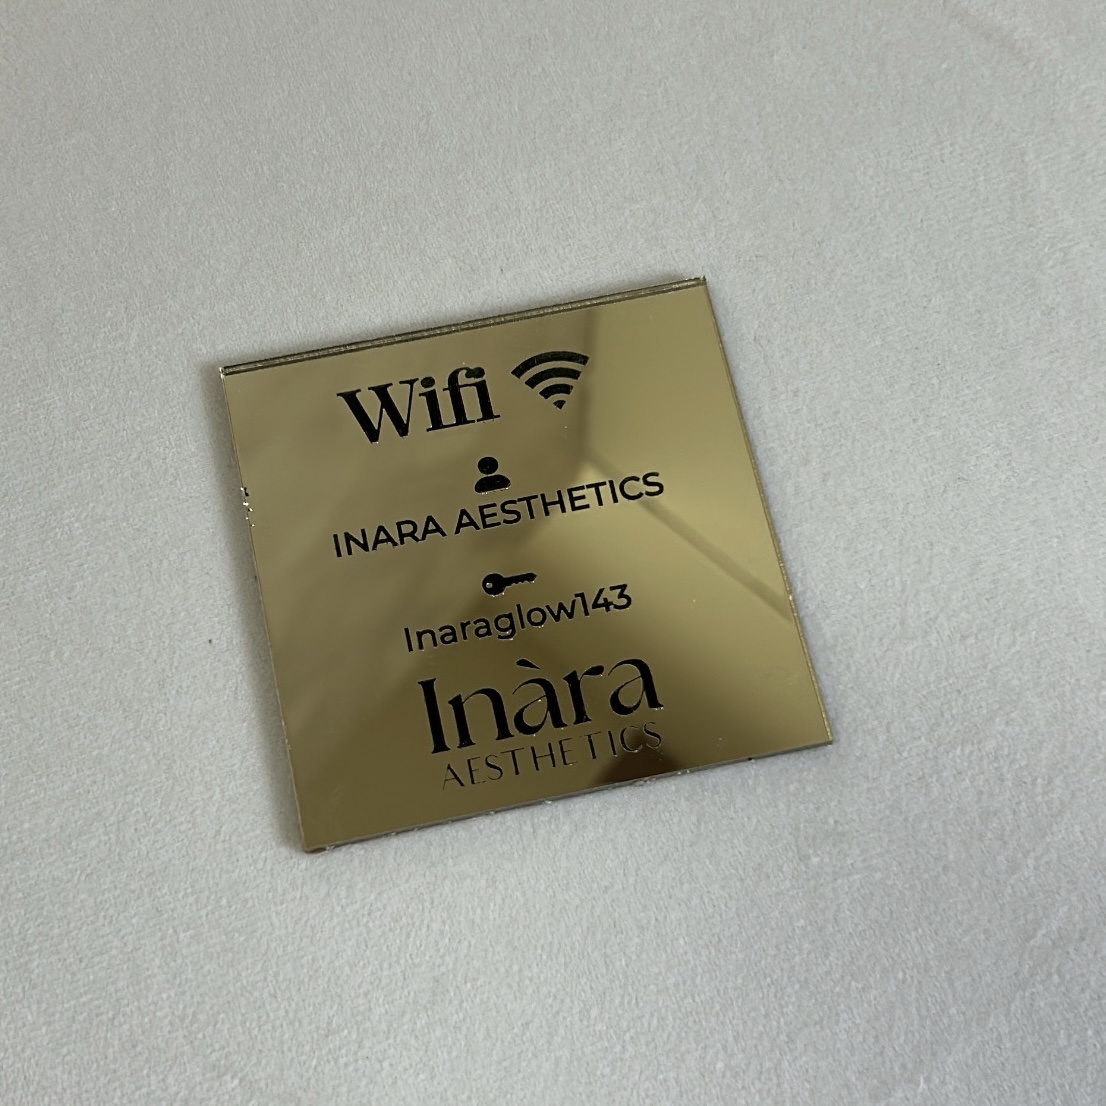 Wifi
INARA AESTHETICS
Inaraglow143
Inàra
AESTHETICS